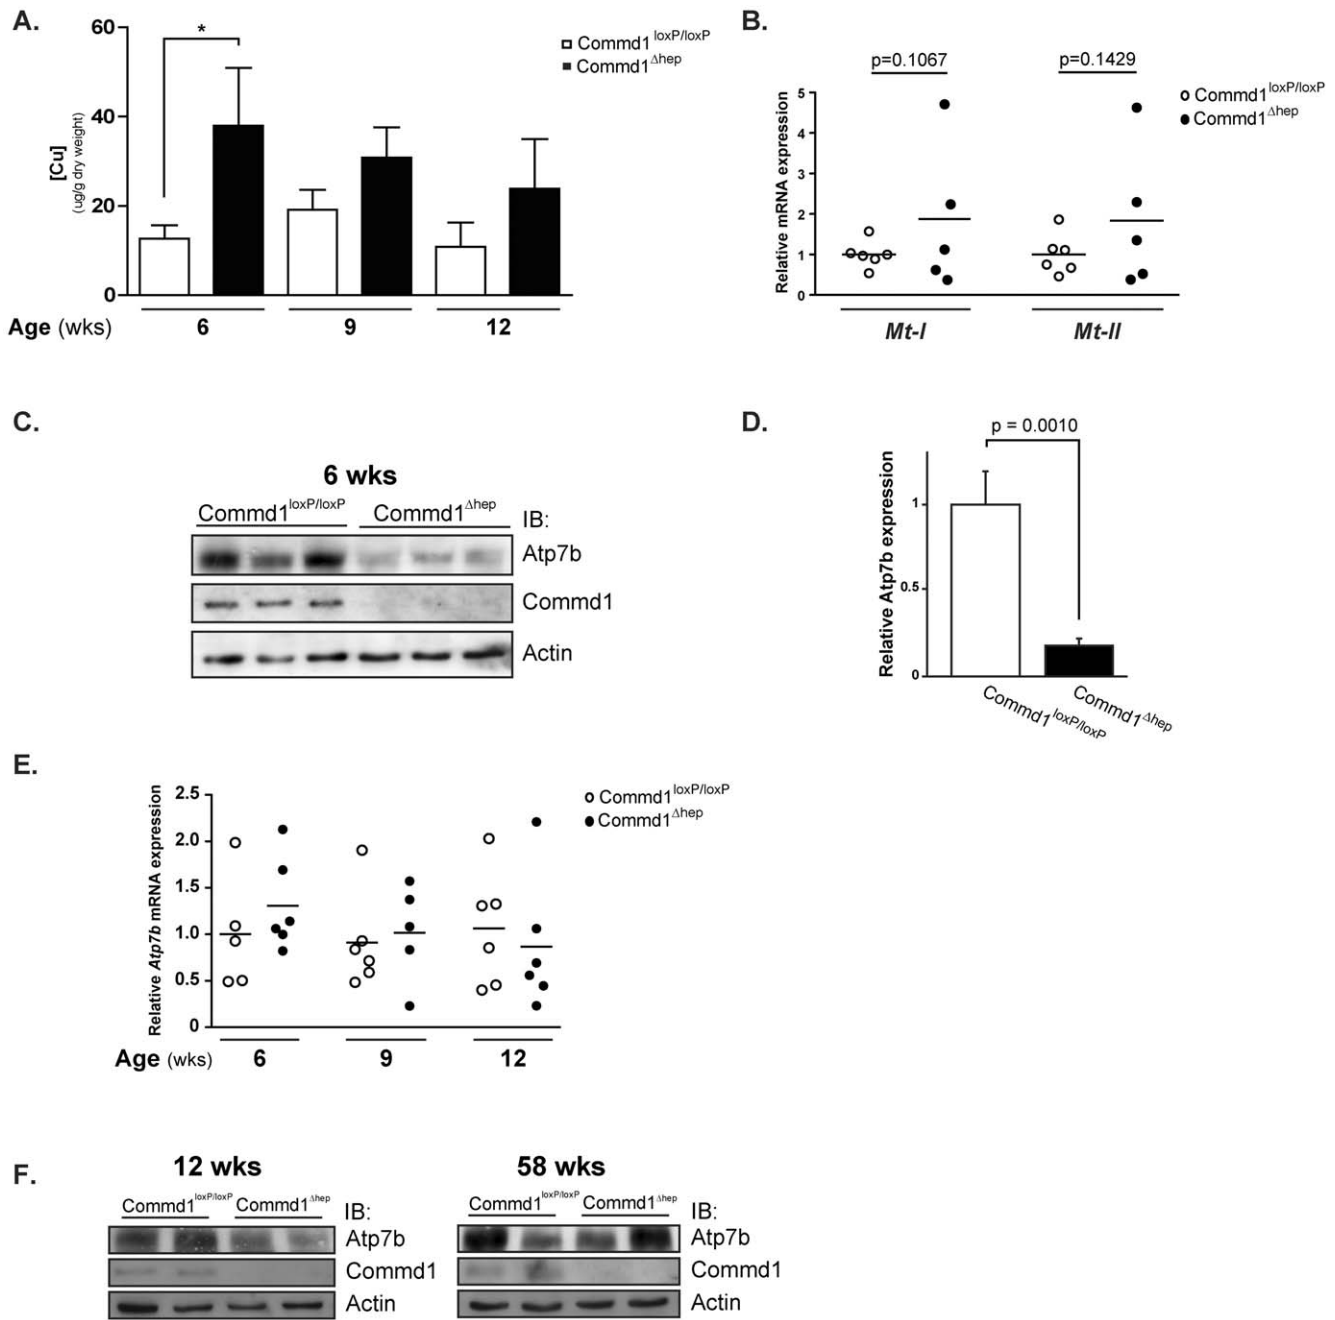 A.
60
40
20
0
[Cu]
(ug/g dry weight)
*
Commd1loxP/loxP
Commd1Δhep
Age (wks)
6
9
12
B.
p=0.1067
p=0.1429
Commd1loxP/loxP
Commd1Δhep
Relative mRNA expression
5
4
3
2
1
0
Mt-I
Mt-II
C.
6 wks
Commd1loxP/loxP
Commd1Δhep
IB:
Atp7b
Commd1
Actin
D.
p = 0.0010
Relative Atp7b expression
1
0.5
0
Commd1loxP/loxP
Commd1Δhep
E.
Relative Atp7b mRNA expression
2.5
2.0
1.5
1.0
0.5
0
Commd1loxP/loxP
Commd1Δhep
Age (wks)
6
9
12
F.
12 wks
Commd1loxP/loxP
Commd1Δhep
IB:
Atp7b
Commd1
Actin
58 wks
Commd1loxP/loxP
Commd1Δhep
IB:
Atp7b
Commd1
Actin